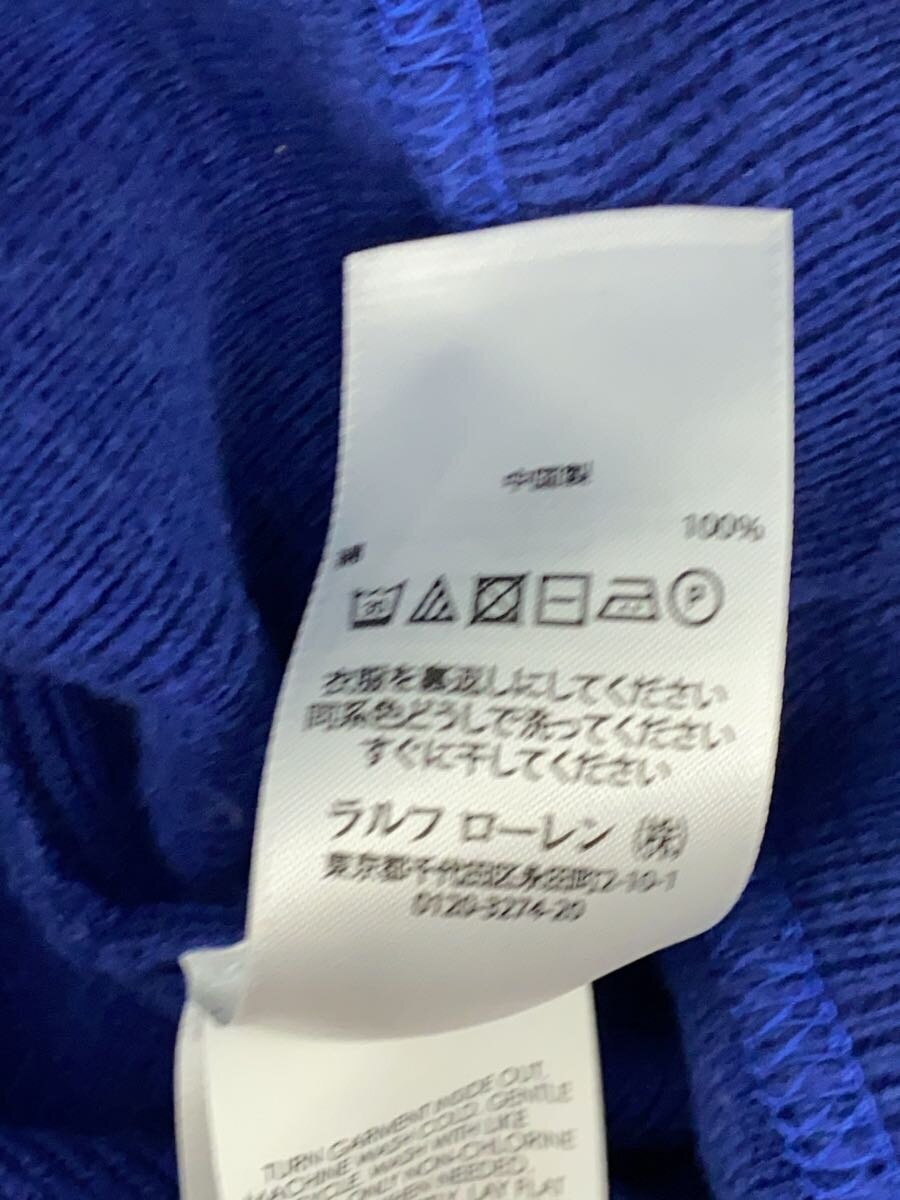 中国製
綿 100%
衣服を裏返しにしてください
同系色どうしで洗ってください
すぐに干してください
ラルフ ローレン (株)
東京都千代田区永田町2-10-1
0120-3274-20
TURN GARMENT INSIDE OUT,
MACHINE WASH COLD, GENTLE
CYCLE, WASH WITH LIKE
ONLY NON-CHLORINE
NEEDED.
LAY FLAT